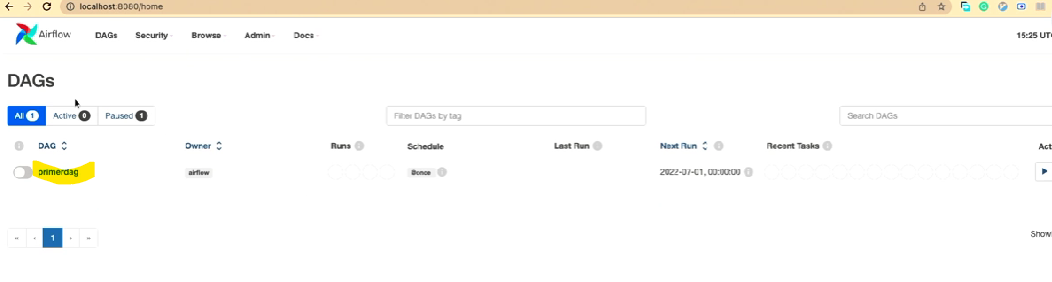 localhost:8080/home
Airflow DAGs Security Browse Admin Docs 15:25 UT
DAGs
All 1 Active 0 Paused 1 Filter DAGs by tag Search DAGs
DAG Owner Runs Schedule Last Run Next Run Recent Tasks Act
primerdag airflow @once 2022-07-01, 00:00:00
« ‹ 1 › »
Show